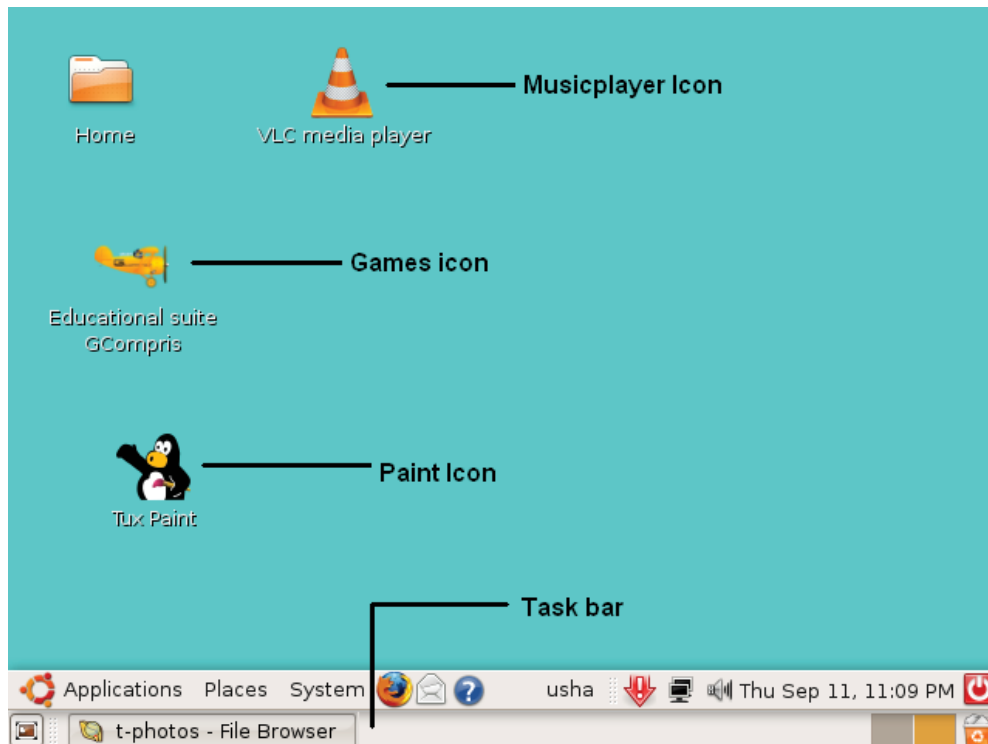 Home
VLC media player
Musicplayer Icon
Games icon
Educational suite
GCompris
Paint Icon
Tux Paint
Task bar
Applications Places System ? usha Thu Sep 11, 11:09 PM
t-photos - File Browser